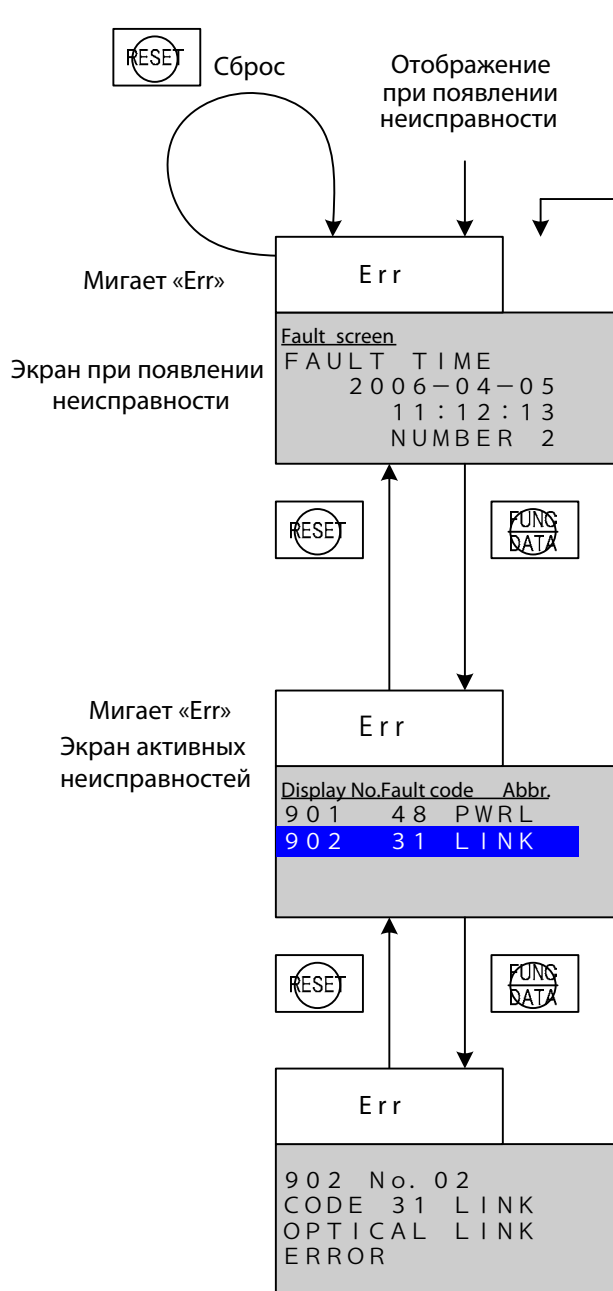 RESET
Сброс
Отображение
при появлении
неисправности
Мигает «Err»
Err
Экран при появлении
неисправности
Fault screen
FAULT TIME
2006-04-05
11:12:13
NUMBER 2
RESET
FUNC
DATA
Мигает «Err»
Экран активных
неисправностей
Err
Display No.Fault code Abbr.
901 48 PWRL
902 31 LINK
RESET
FUNC
DATA
Err
902 No. 02
CODE 31 LINK
OPTICAL LINK
ERROR